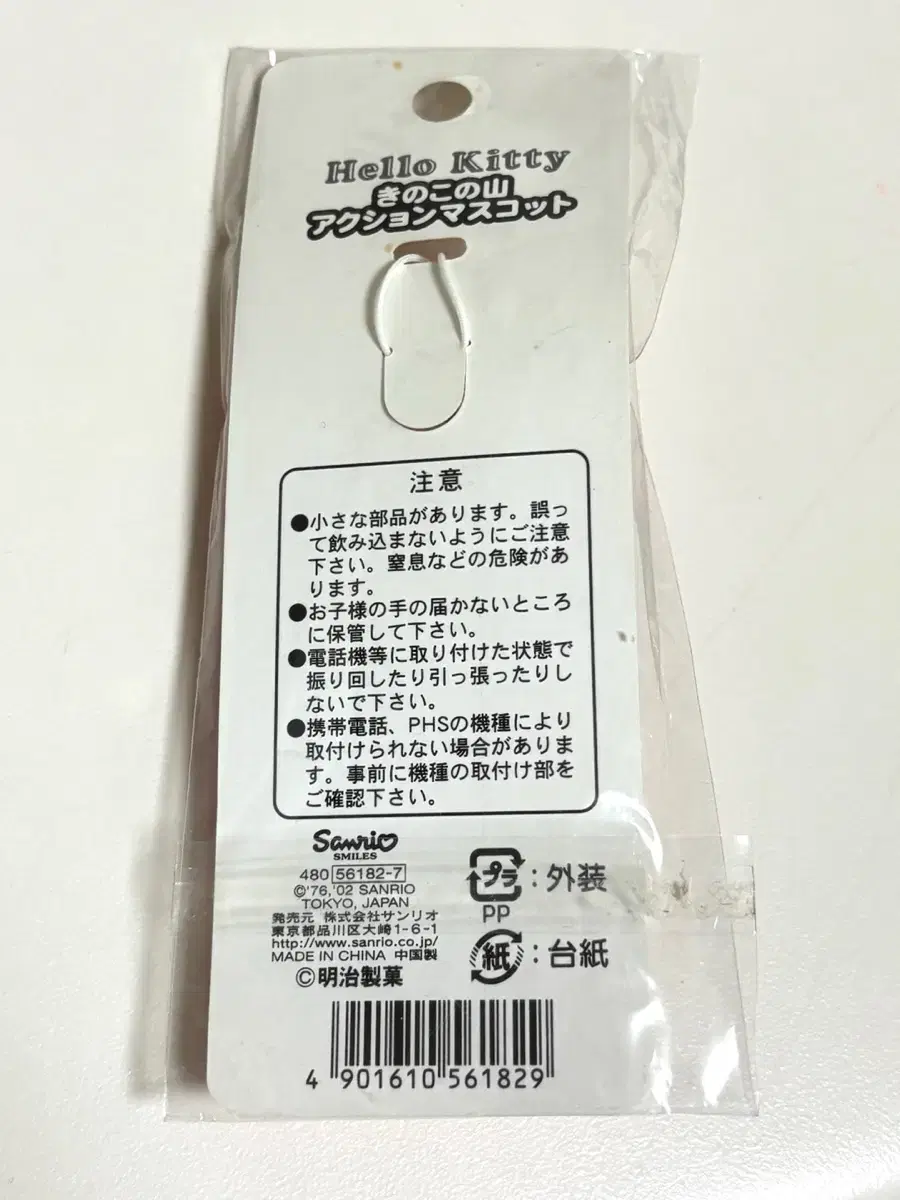 Hello Kitty
きのこの山
アクションマスコット
注意
●小さな部品があります。誤っ
て飲み込まないようにご注意
下さい。窒息などの危険があ
ります。
●お子様の手の届かないところ
に保管して下さい。
●電話機等に取り付けた状態で
振り回したり引っ張ったりし
ないで下さい。
●携帯電話、PHSの機種により
取付けられない場合がありま
す。事前に機種の取付け部を
ご確認下さい。
Sanrio
SMILES
480 56182-7
©'76,'02 SANRIO
TOKYO, JAPAN
発売元 株式会社サンリオ
東京都品川区大崎1-6-1
http://www.sanrio.co.jp/
MADE IN CHINA 中国製
©明治製菓
プラ:外装
PP
紙:台紙
4 901610 561829